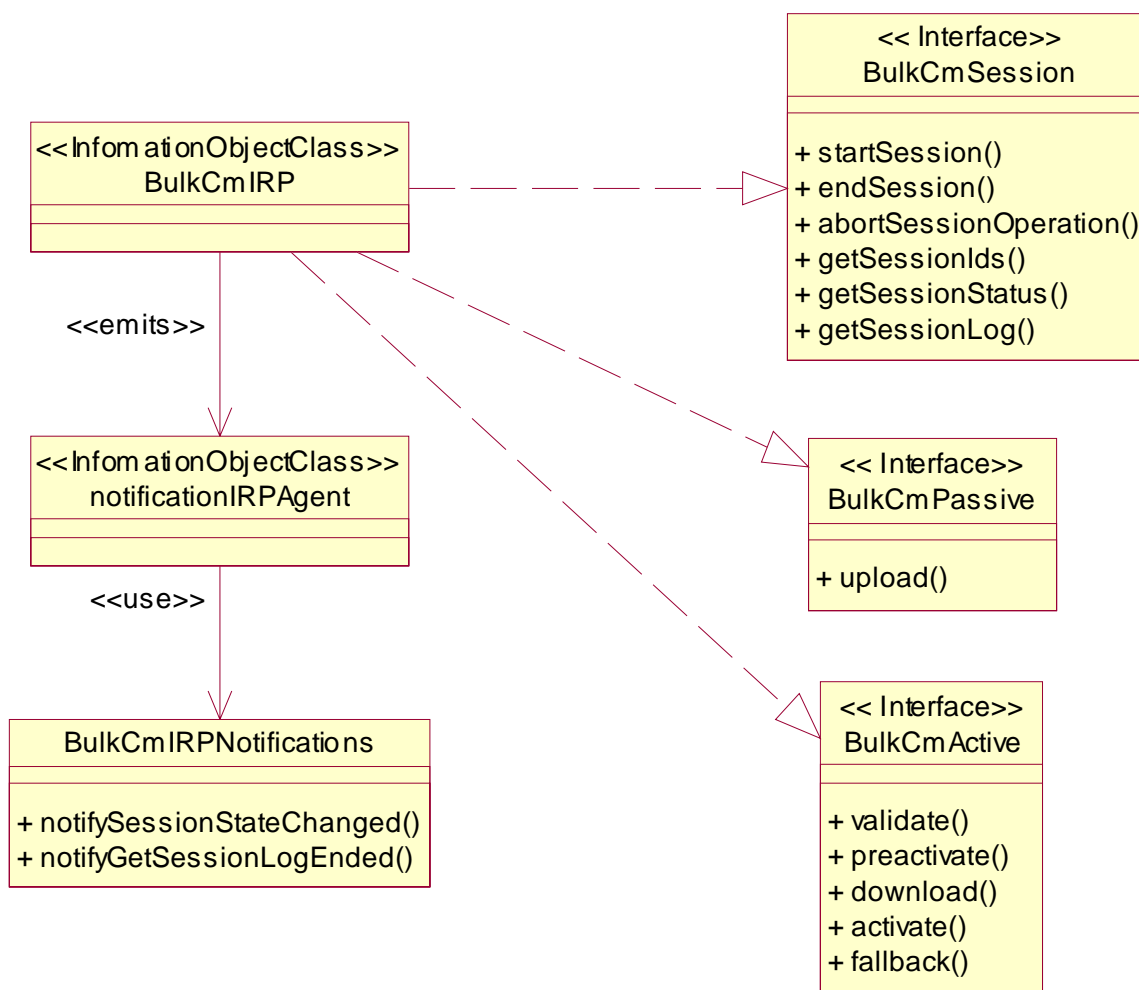 << Interface>>
BulkCmSession
+ startSession()
+ endSession()
+ abortSessionOperation()
+ getSessionIds()
+ getSessionStatus()
+ getSessionLog()
<<InfomationObjectClass>>
BulkCmIRP
<<emits>>
<<InfomationObjectClass>>
notificationIRPAgent
<<use>>
BulkCmIRPNotifications
+ notifySessionStateChanged()
+ notifyGetSessionLogEnded()
<< Interface>>
BulkCmPassive
+ upload()
<< Interface>>
BulkCmActive
+ validate()
+ preactivate()
+ download()
+ activate()
+ fallback()